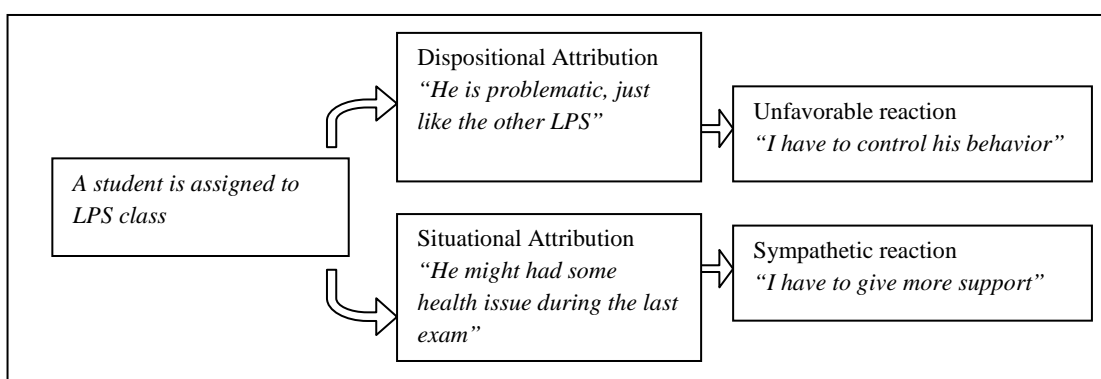 A student is assigned to
LPS class
Dispositional Attribution
“He is problematic, just
like the other LPS”
Unfavorable reaction
“I have to control his behavior”
Situational Attribution
“He might had some
health issue during the last
exam”
Sympathetic reaction
“I have to give more support”